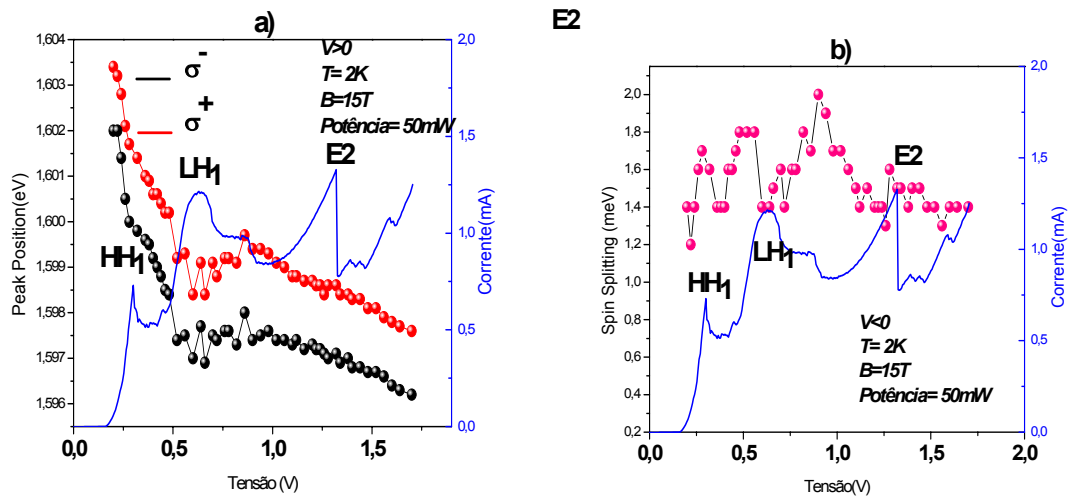 E2
a)
1,604
1,603
1,602
1,601
1,600
1,599
1,598
1,597
1,596
Peak Position(eV)
σ-
σ+
V>0
T= 2K
B=15T
Potência= 50mW
HH1
LH1
E2
2,0
1,5
1,0
0,5
0,0
Corrente(mA)
0,0 0,5 1,0 1,5
Tensão (V)
b)
2,0
1,8
1,6
1,4
1,2
1,0
0,8
0,6
0,4
0,2
Spin Splitting (meV)
HH1
LH1
E2
V<0
T= 2K
B=15T
Potência= 50mW
2,0
1,5
1,0
0,5
0,0
Corrente(mA)
0,0 0,5 1,0 1,5 2,0
Tensão(V)